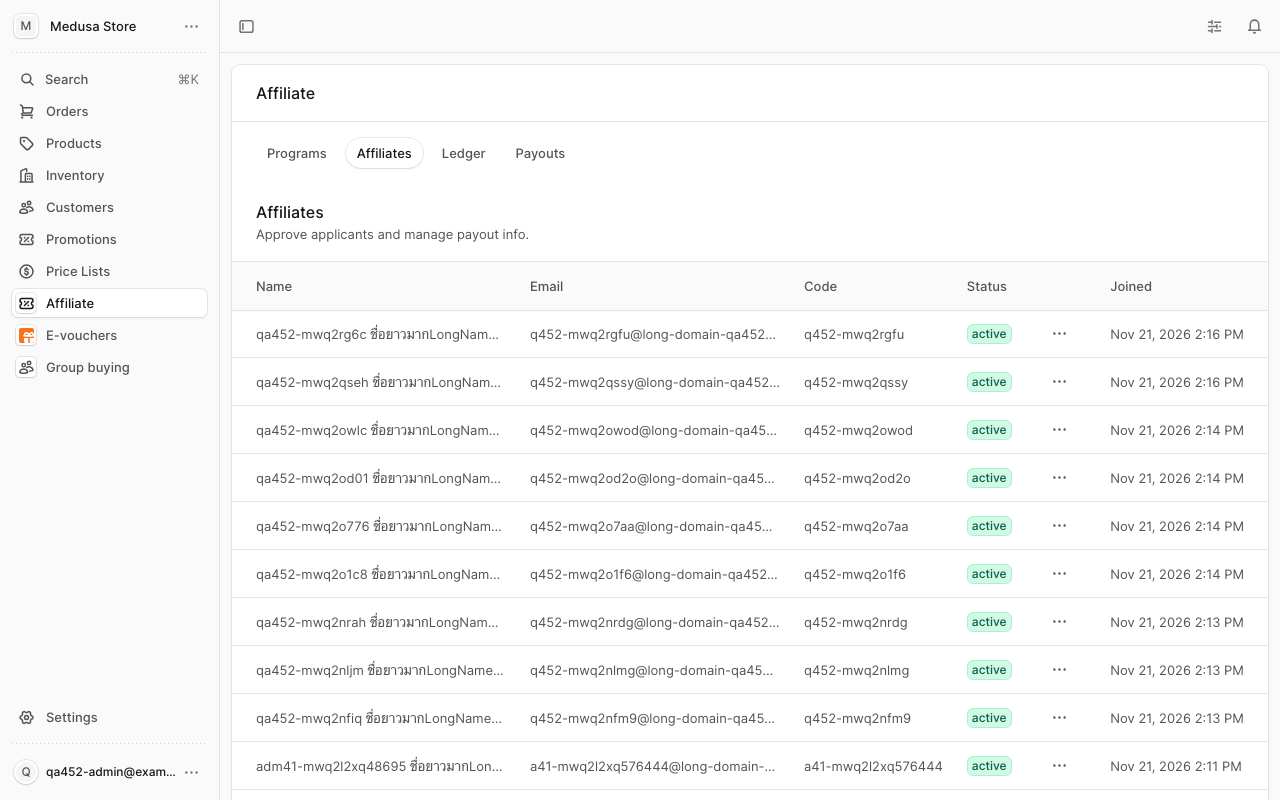 M Medusa Store
Search ⌘K
Orders
Products
Inventory
Customers
Promotions
Price Lists
Affiliate
E-vouchers
Group buying
Settings
Q qa452-admin@exam...
Affiliate
Programs Affiliates Ledger Payouts
Affiliates
Approve applicants and manage payout info.
Name Email Code Status Joined
qa452-mwq2rg6c ชื่อยาวมากLongNam... q452-mwq2rgfu@long-domain-qa452... q452-mwq2rgfu active Nov 21, 2026 2:16 PM
qa452-mwq2qseh ชื่อยาวมากLongNam... q452-mwq2qssy@long-domain-qa452... q452-mwq2qssy active Nov 21, 2026 2:16 PM
qa452-mwq2owlc ชื่อยาวมากLongNam... q452-mwq2owod@long-domain-qa45... q452-mwq2owod active Nov 21, 2026 2:14 PM
qa452-mwq2od01 ชื่อยาวมากLongNam... q452-mwq2od2o@long-domain-qa45... q452-mwq2od2o active Nov 21, 2026 2:14 PM
qa452-mwq2o776 ชื่อยาวมากLongNam... q452-mwq2o7aa@long-domain-qa45... q452-mwq2o7aa active Nov 21, 2026 2:14 PM
qa452-mwq2o1c8 ชื่อยาวมากLongNam... q452-mwq2o1f6@long-domain-qa452... q452-mwq2o1f6 active Nov 21, 2026 2:14 PM
qa452-mwq2nrah ชื่อยาวมากLongNam... q452-mwq2nrdg@long-domain-qa452... q452-mwq2nrdg active Nov 21, 2026 2:13 PM
qa452-mwq2nljm ชื่อยาวมากLongName... q452-mwq2nlmg@long-domain-qa45... q452-mwq2nlmg active Nov 21, 2026 2:13 PM
qa452-mwq2nfiq ชื่อยาวมากLongName... q452-mwq2nfm9@long-domain-qa45... q452-mwq2nfm9 active Nov 21, 2026 2:13 PM
adm41-mwq2l2xq48695 ชื่อยาวมากLon... a41-mwq2l2xq576444@long-domain-... a41-mwq2l2xq576444 active Nov 21, 2026 2:11 PM